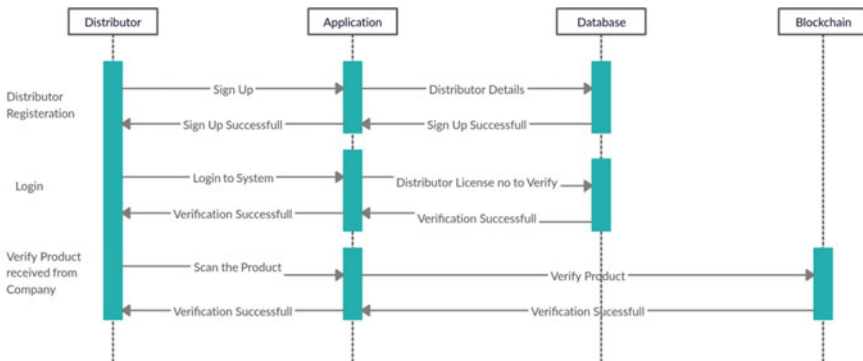 Distributor
Application
Database
Blockchain
Distributor
Registeration
Sign Up
Distributor Details
Sign Up Successfull
Sign Up Successfull
Login
Login to System
Distributor License no to Verify
Verification Successfull
Verification Successfull
Verify Product
received from
Company
Scan the Product
Verify Product
Verification Successfull
Verification Sucessfull